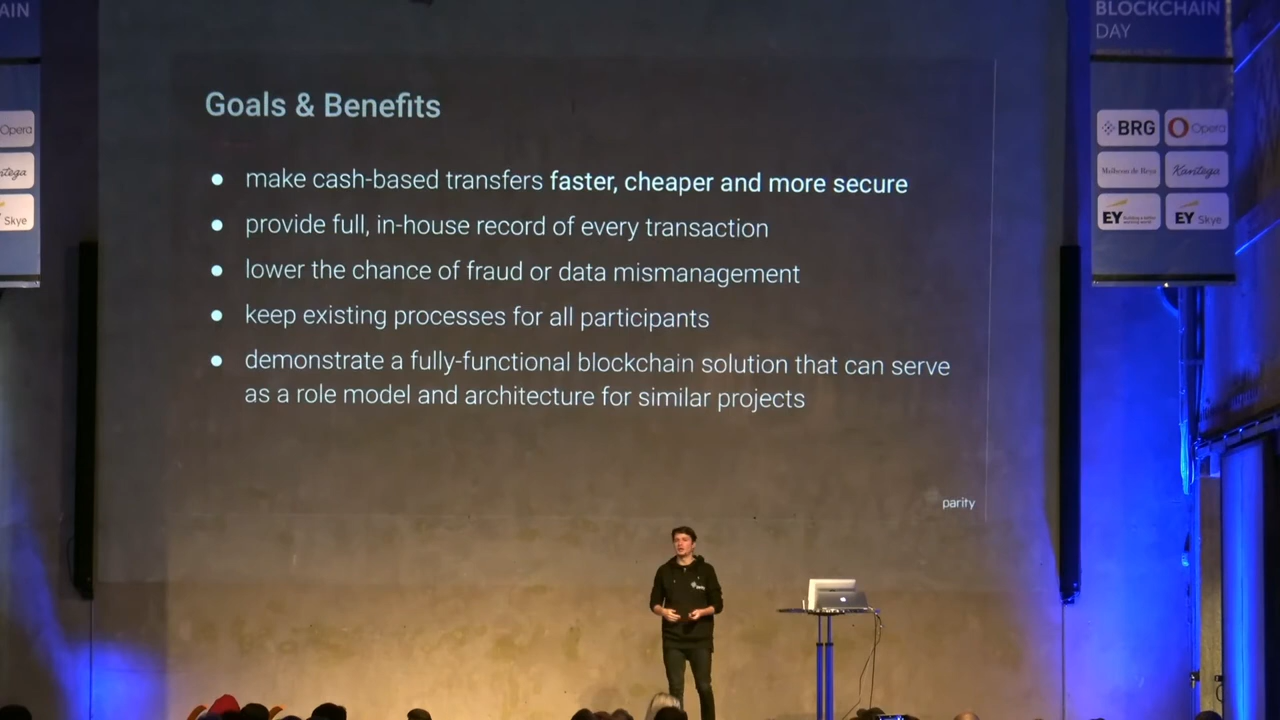 Goals & Benefits
● make cash-based transfers faster, cheaper and more secure
● provide full, in-house record of every transaction
● lower the chance of fraud or data mismanagement
● keep existing processes for all participants
● demonstrate a fully-functional blockchain solution that can serve
as a role model and architecture for similar projects
parity
AIN
Opera
ntega
Skye
BLOCKCHAIN
DAY
BRG
Opera
Kantega
EY
EY Skye